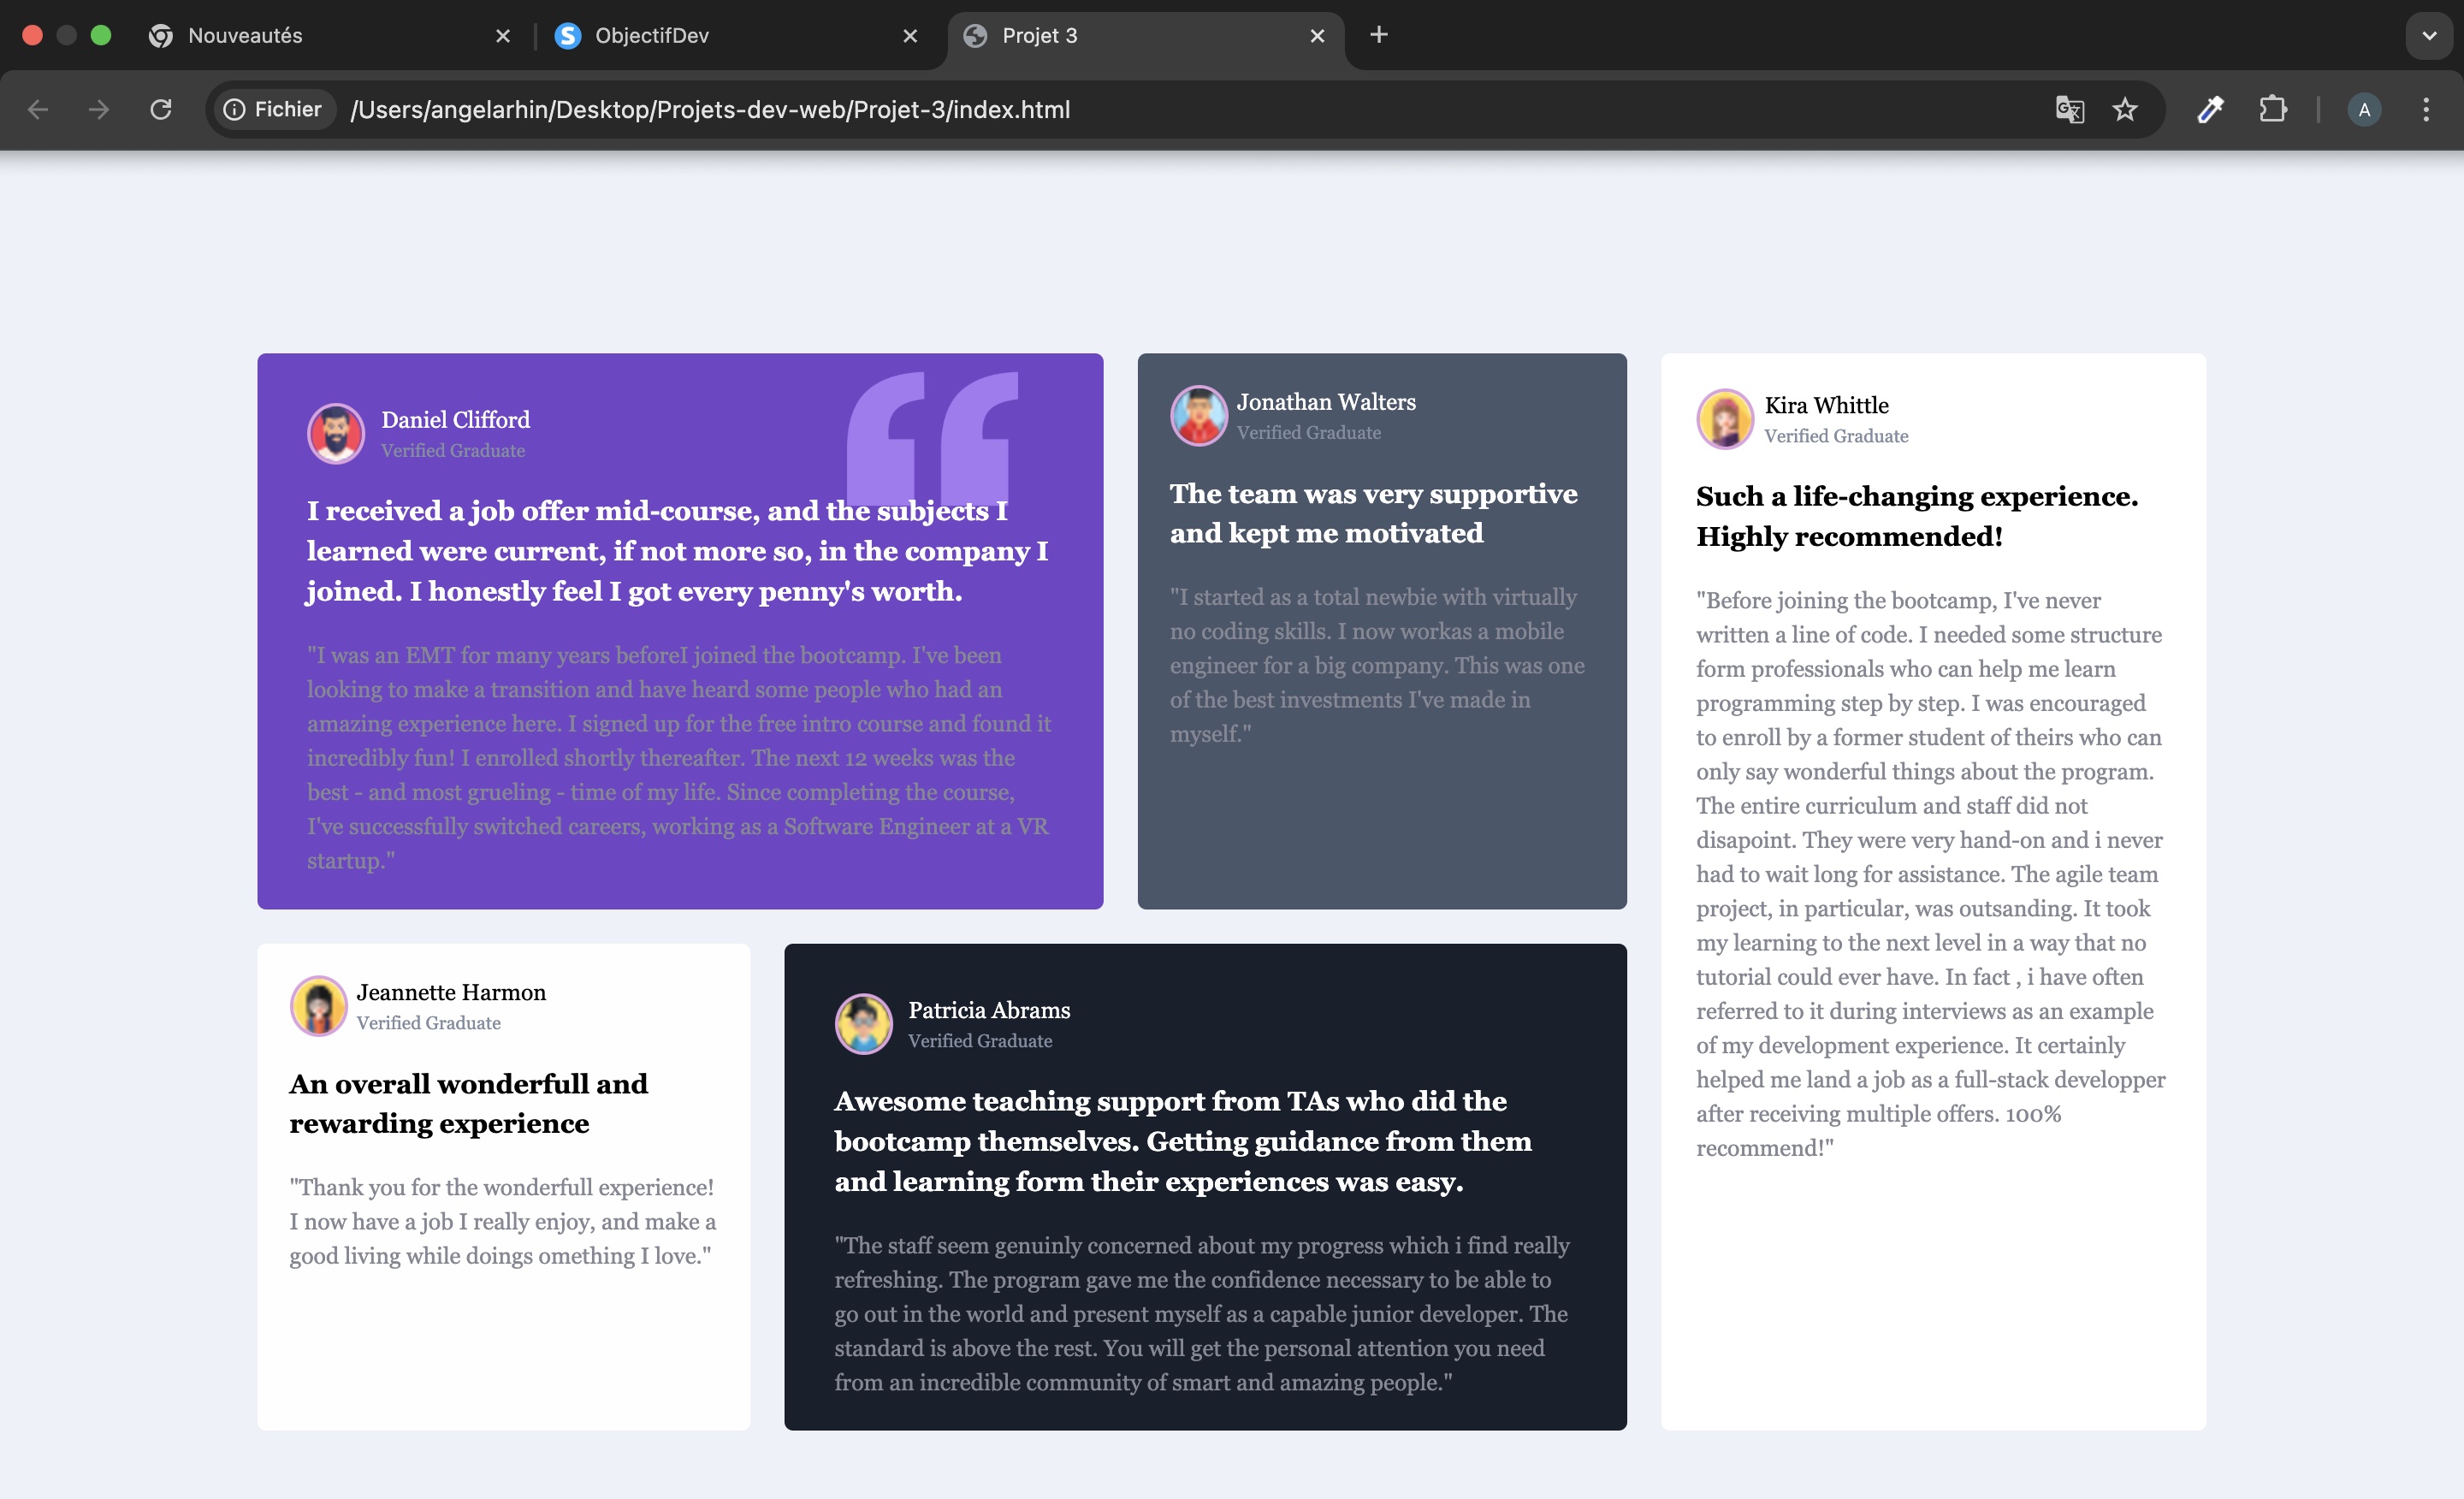 Nouveautés
ObjectifDev
Projet 3
Fichier
/Users/angelarhin/Desktop/Projets-dev-web/Projet-3/index.html
A
Daniel Clifford
Verified Graduate
I received a job offer mid-course, and the subjects I
learned were current, if not more so, in the company I
joined. I honestly feel I got every penny's worth.
"I was an EMT for many years beforeI joined the bootcamp. I've been
looking to make a transition and have heard some people who had an
amazing experience here. I signed up for the free intro course and found it
incredibly fun! I enrolled shortly thereafter. The next 12 weeks was the
best - and most grueling - time of my life. Since completing the course,
I've successfully switched careers, working as a Software Engineer at a VR
startup."
Jonathan Walters
Verified Graduate
The team was very supportive
and kept me motivated
"I started as a total newbie with virtually
no coding skills. I now workas a mobile
engineer for a big company. This was one
of the best investments I've made in
myself."
Kira Whittle
Verified Graduate
Such a life-changing experience.
Highly recommended!
"Before joining the bootcamp, I've never
written a line of code. I needed some structure
form professionals who can help me learn
programming step by step. I was encouraged
to enroll by a former student of theirs who can
only say wonderful things about the program.
The entire curriculum and staff did not
disapoint. They were very hand-on and i never
had to wait long for assistance. The agile team
project, in particular, was outsanding. It took
my learning to the next level in a way that no
tutorial could ever have. In fact , i have often
referred to it during interviews as an example
of my development experience. It certainly
helped me land a job as a full-stack developper
after receiving multiple offers. 100%
recommend!"
Jeannette Harmon
Verified Graduate
An overall wonderfull and
rewarding experience
"Thank you for the wonderfull experience!
I now have a job I really enjoy, and make a
good living while doings omething I love."
Patricia Abrams
Verified Graduate
Awesome teaching support from TAs who did the
bootcamp themselves. Getting guidance from them
and learning form their experiences was easy.
"The staff seem genuinly concerned about my progress which i find really
refreshing. The program gave me the confidence necessary to be able to
go out in the world and present myself as a capable junior developer. The
standard is above the rest. You will get the personal attention you need
from an incredible community of smart and amazing people."